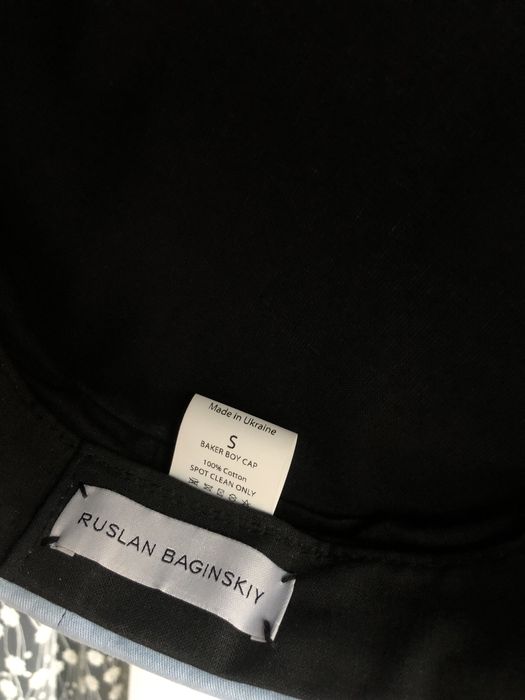 Made in Ukraine
S
BAKER BOY CAP
100% Cotton
SPOT CLEAN ONLY
RUSLAN BAGINSKIY